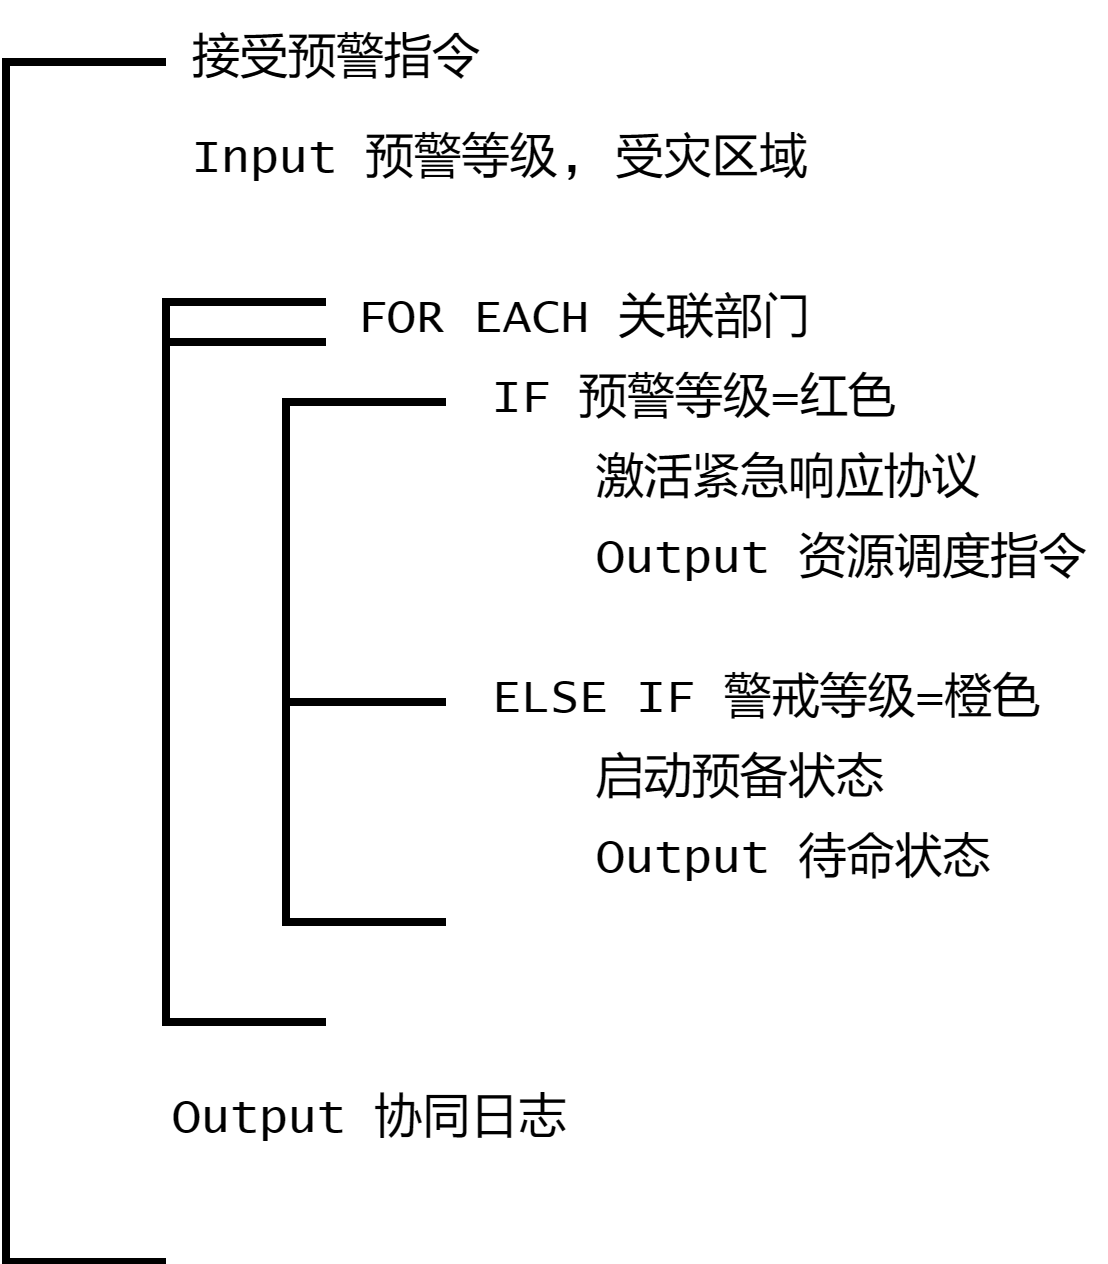 接受预警指令
Input 预警等级, 受灾区域
FOR EACH 关联部门
IF 预警等级=红色
激活紧急响应协议
Output 资源调度指令
ELSE IF 警戒等级=橙色
启动预备状态
Output 待命状态
Output 协同日志